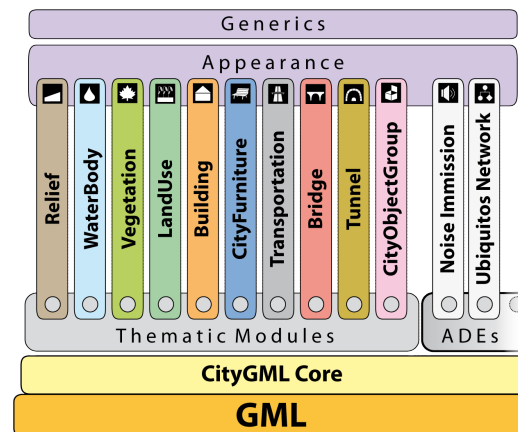 Generics
Appearance
Relief
WaterBody
Vegetation
LandUse
Building
CityFurniture
Transportation
Bridge
Tunnel
CityObjectGroup
Noise Immission
Ubiquitos Network
Thematic Modules
ADEs
CityGML Core
GML